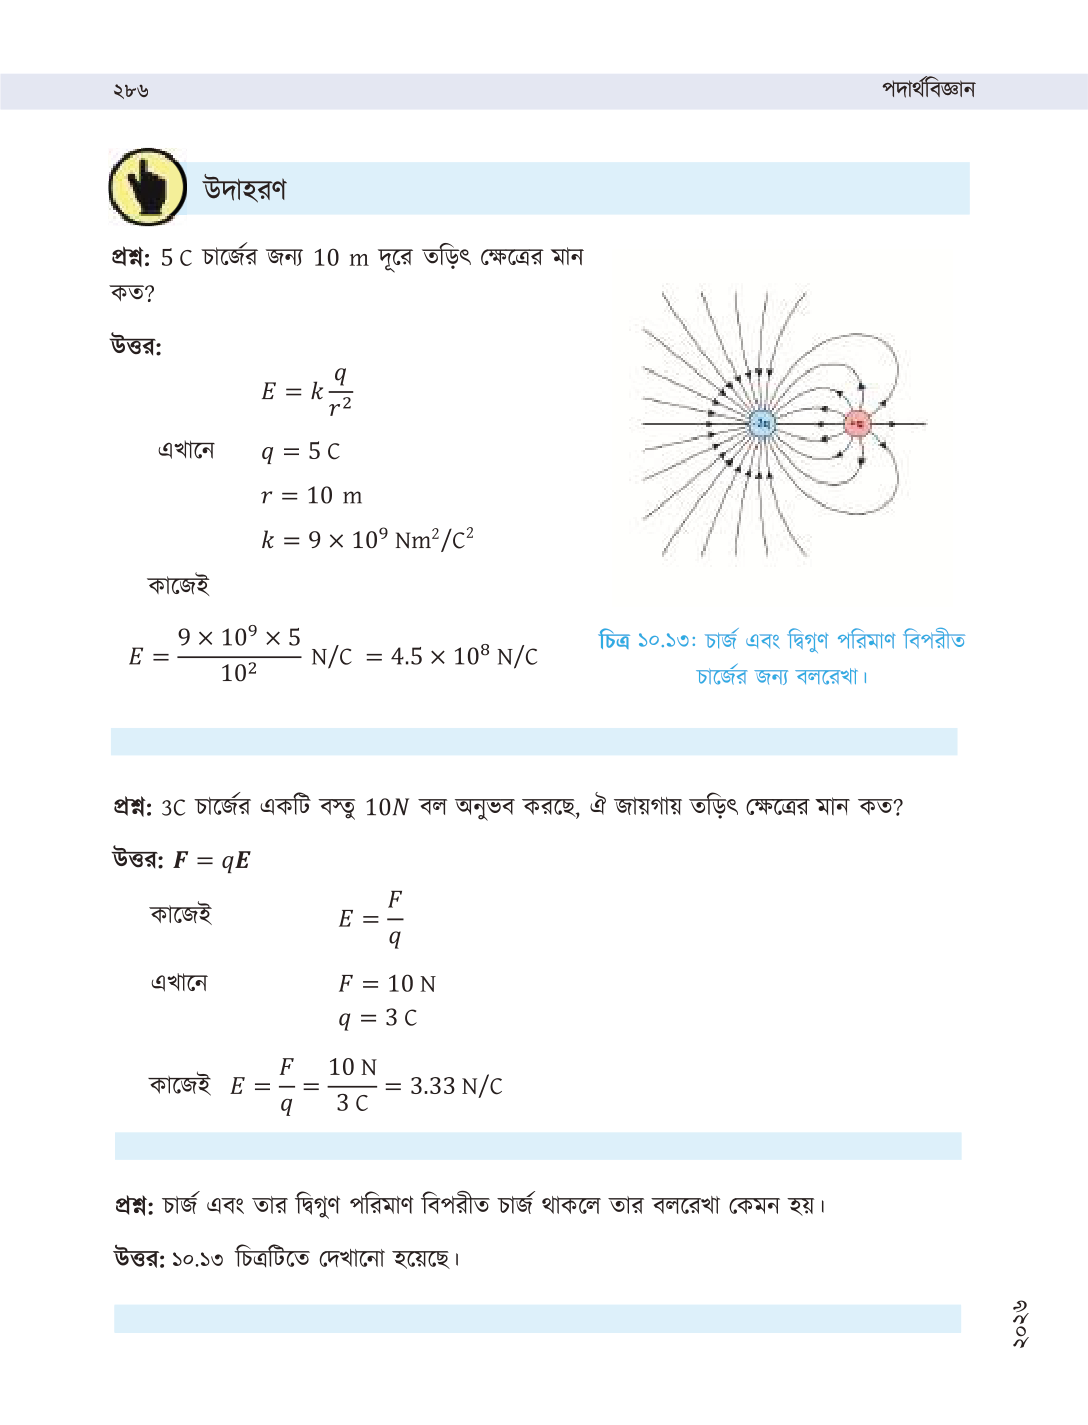 ২৮৬
পদার্থবিজ্ঞান
উদাহরণ
প্রশ্ন: 5 C চার্জের জন্য 10 m দূরে তড়িৎ ক্ষেত্রের মান
কত?
উত্তর:
E = k q/r²
এখানে q = 5 C
r = 10 m
k = 9 × 10⁹ Nm²/C²
কাজেই
E = (9 × 10⁹ × 5)/10² N/C = 4.5 × 10⁸ N/C
-2q +q
চিত্র ১০.১৩: চার্জ এবং দ্বিগুণ পরিমাণ বিপরীত
চার্জের জন্য বলরেখা।
প্রশ্ন: 3C চার্জের একটি বস্তু 10N বল অনুভব করছে, ঐ জায়গায় তড়িৎ ক্ষেত্রের মান কত?
উত্তর: F = qE
কাজেই E = F/q
এখানে F = 10 N
q = 3 C
কাজেই E = F/q = 10 N/3 C = 3.33 N/C
প্রশ্ন: চার্জ এবং তার দ্বিগুণ পরিমাণ বিপরীত চার্জ থাকলে তার বলরেখা কেমন হয়।
উত্তর: ১০.১৩ চিত্রটিতে দেখানো হয়েছে।
২০২৬